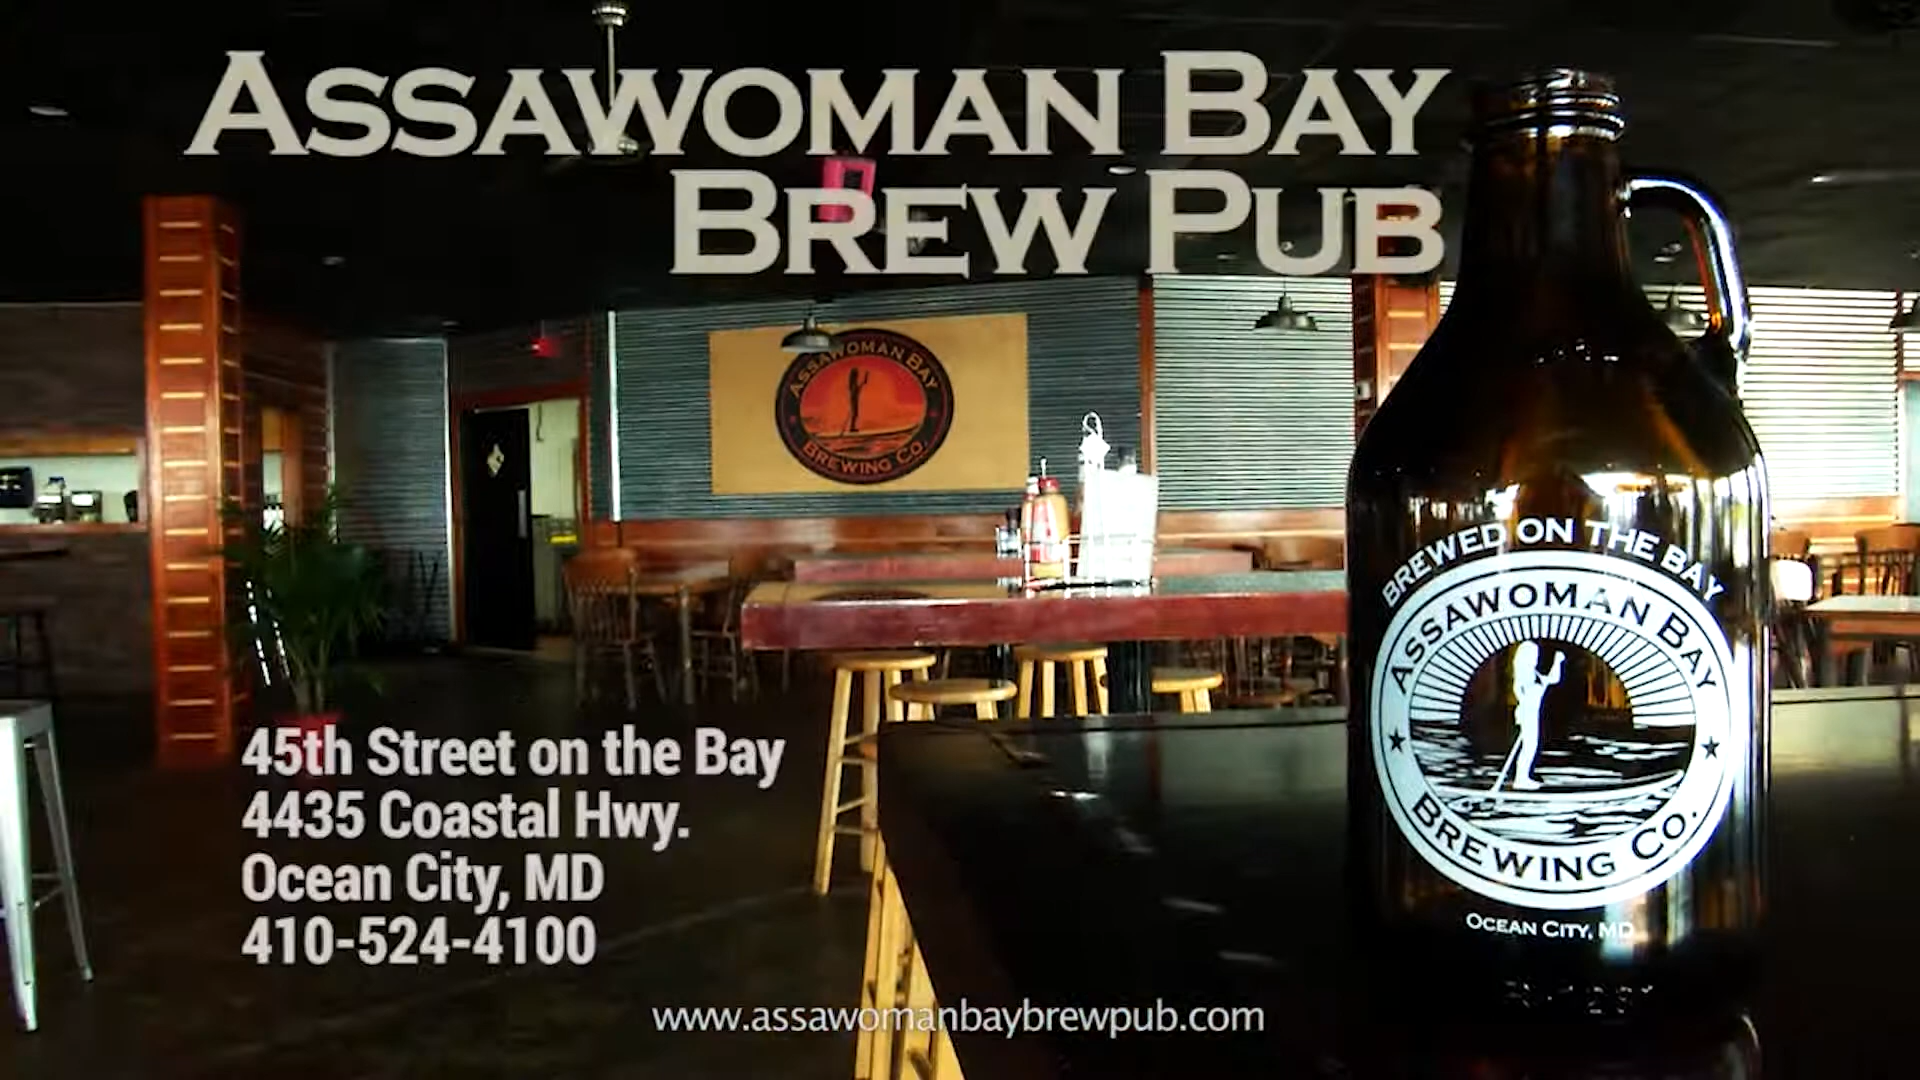 ASSAWOMAN BAY
BREW PUB
ASSAWOMAN BAY
BREWING CO.
BREWED ON THE BAY
ASSAWOMAN BAY
BREWING CO.
OCEAN CITY, MD
45th Street on the Bay
4435 Coastal Hwy.
Ocean City, MD
410-524-4100
www.assawomanbaybrewpub.com